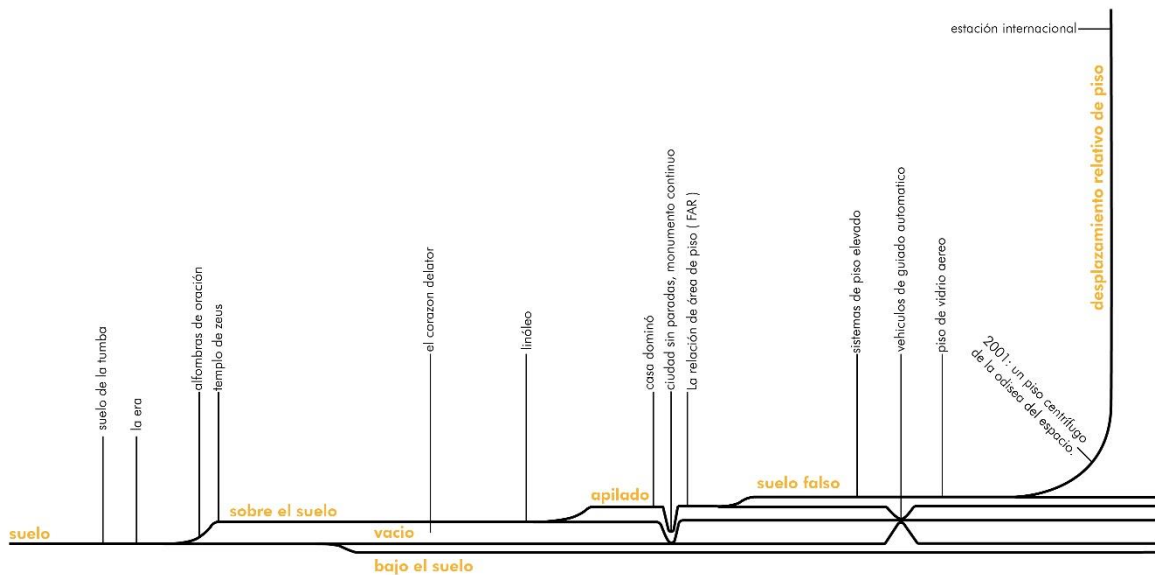 estación internacional
desplazamiento relativo de piso
2001: un piso centrífugo
de la odisea del espacio.
suelo de la tumba
la era
alfombras de oración
templo de zeus
el corazon delator
linóleo
casa dominó
ciudad sin paradas, monumento continuo
La relación de área de piso ( FAR )
sistemas de piso elevado
vehiculos de guiado automatico
piso de vidrio aereo
suelo
sobre el suelo
vacio
bajo el suelo
apilado
suelo falso